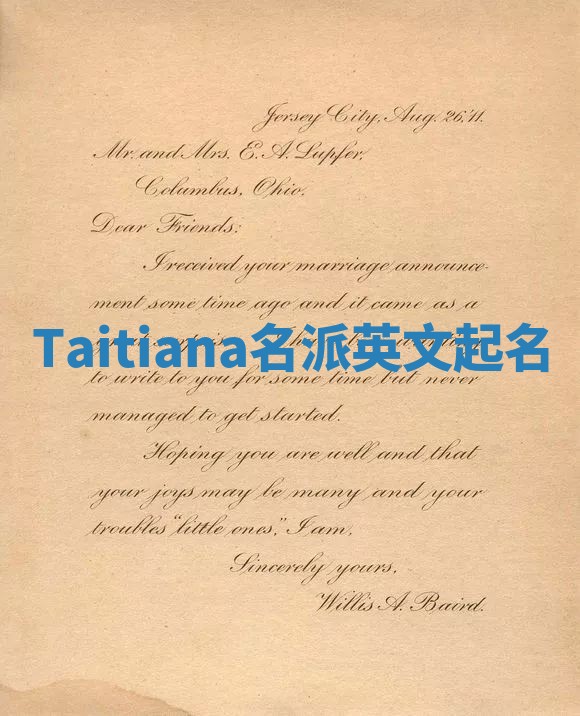 Jersey City, Aug. 26, '11.
Mr. and Mrs. E. A. Lupfer,
Columbus, Ohio.
Dear Friends:
I received your marriage announce-
ment some time ago and it came as a
Taitiana名派英文起名
to write to you for some time but never
managed to get started.
Hoping you are well and that
your joys may be many and your
troubles "little ones," I am,
Sincerely yours,
Willis A. Baird.